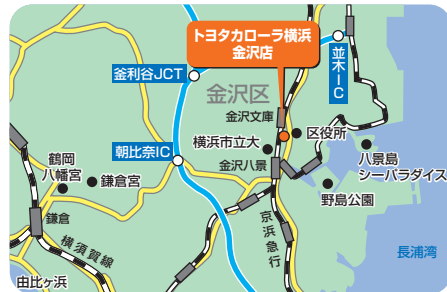 トヨタカローラ横浜
金沢店
並木IC
釜利谷JCT
金沢区
金沢文庫
区役所
横浜市立大
八景島
シーパラダイス
朝比奈IC
金沢八景
鶴岡
八幡宮
鎌倉宮
野島公園
鎌倉
横須賀線
京浜急行
長浦湾
由比ヶ浜